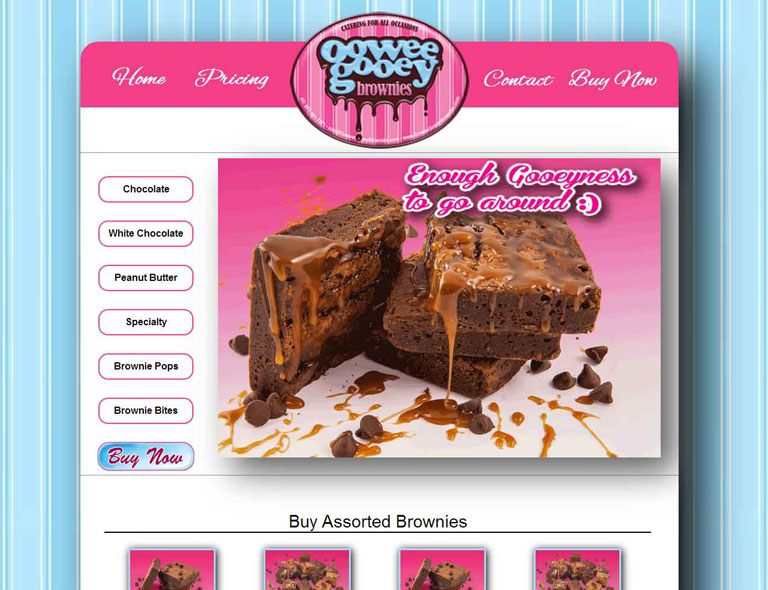 CATERING FOR ALL OCCASIONS
oowee
gooey
brownies
Home
Pricing
Contact
Buy Now
Enough Gooeyness
to go around :)
Chocolate
White Chocolate
Peanut Butter
Specialty
Brownie Pops
Brownie Bites
Buy Now
Buy Assorted Brownies